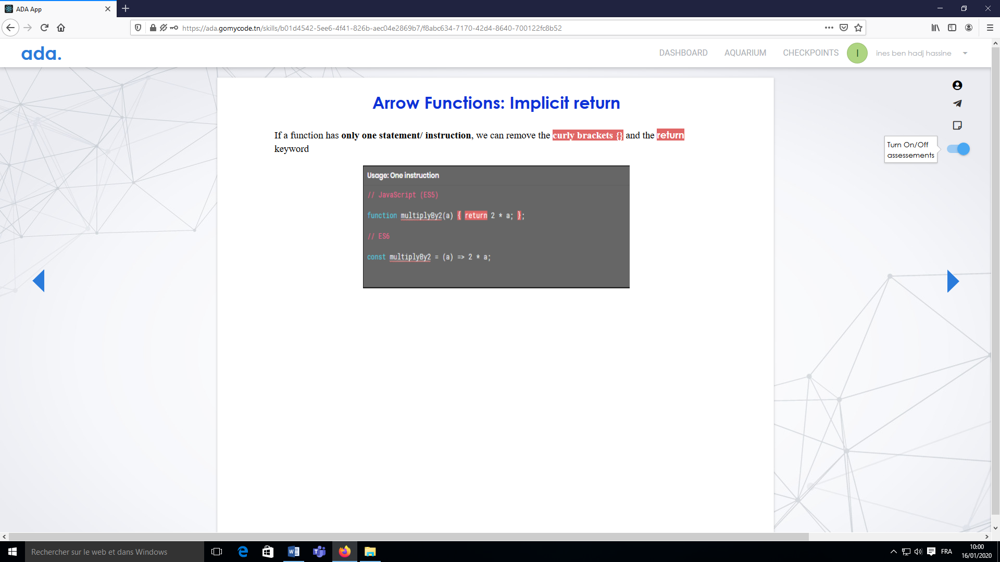 ADA App
https://ada.gomycode.tn/skills/b01d4542-5ee6-4f41-826b-aec04e2869b7/f8abc634-7170-42d4-8640-700122fc8b52
ada.
DASHBOARD
AQUARIUM
CHECKPOINTS
I
ines ben hadj hassine
Arrow Functions: Implicit return
If a function has only one statement/ instruction, we can remove the curly brackets {} and the return
keyword
Turn On/Off
assessements
Usage: One instruction
// JavaScript (ES5)
function multiplyBy2(a) { return 2 * a; };
// ES6
const multiplyBy2 = (a) => 2 * a;
Rechercher sur le web et dans Windows
FRA
10:00
16/01/2020